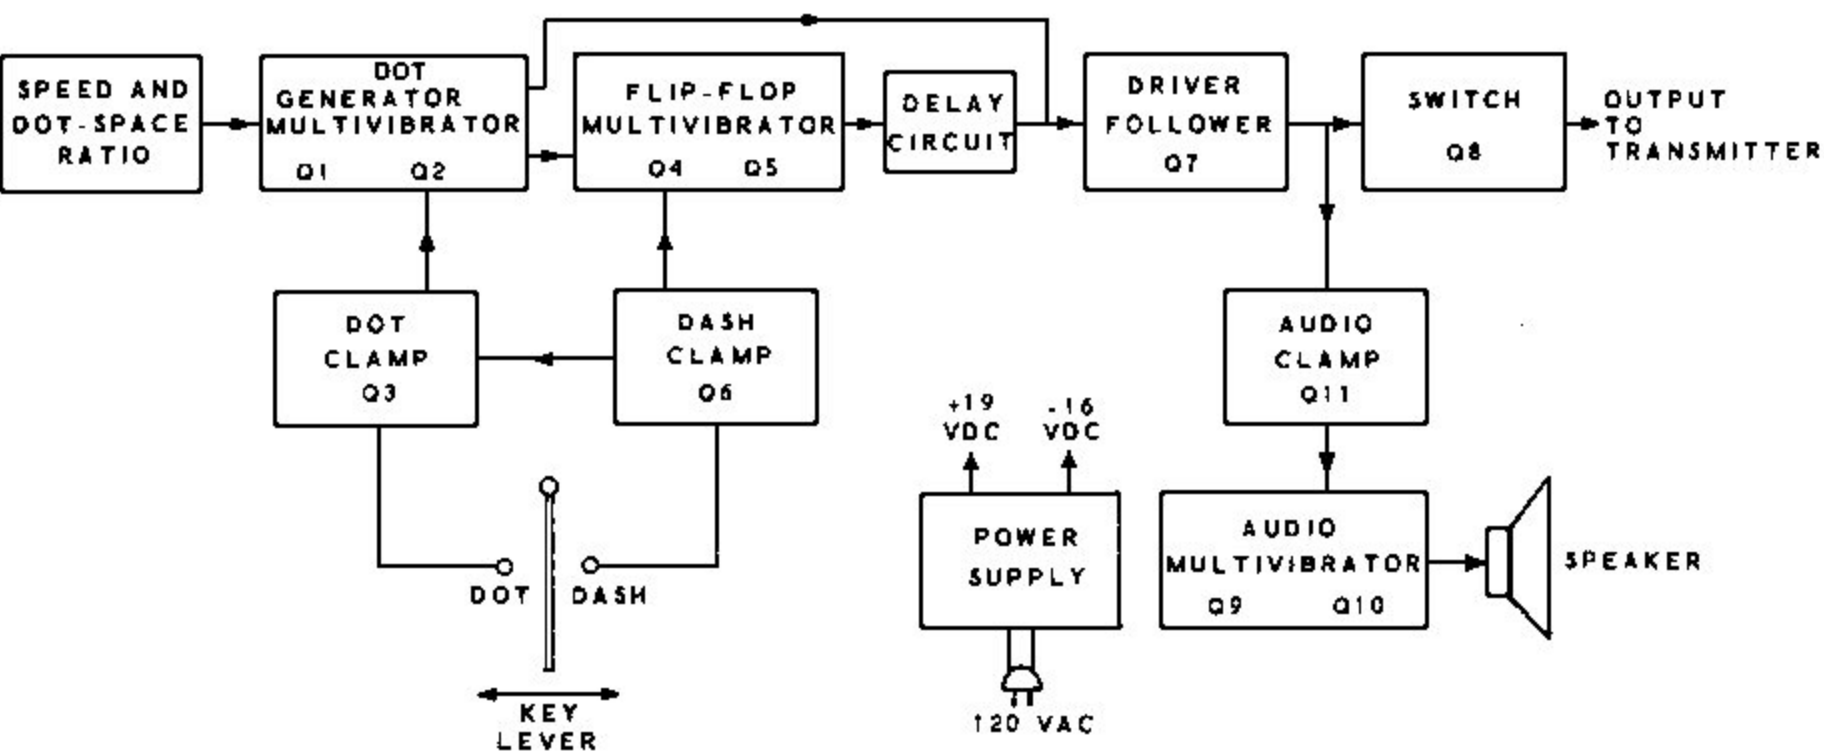 SPEED AND
DOT-SPACE
RATIO
DOT
GENERATOR
MULTIVIBRATOR
Q1 Q2
FLIP-FLOP
MULTIVIBRATOR
Q4 Q5
DELAY
CIRCUIT
DRIVER
FOLLOWER
Q7
SWITCH
Q8
OUTPUT
TO
TRANSMITTER
DOT
CLAMP
Q3
DASH
CLAMP
Q6
AUDIO
CLAMP
Q11
+19
VDC
-16
VDC
POWER
SUPPLY
120 VAC
AUDIO
MULTIVIBRATOR
Q9 Q10
SPEAKER
DOT
DASH
KEY
LEVER